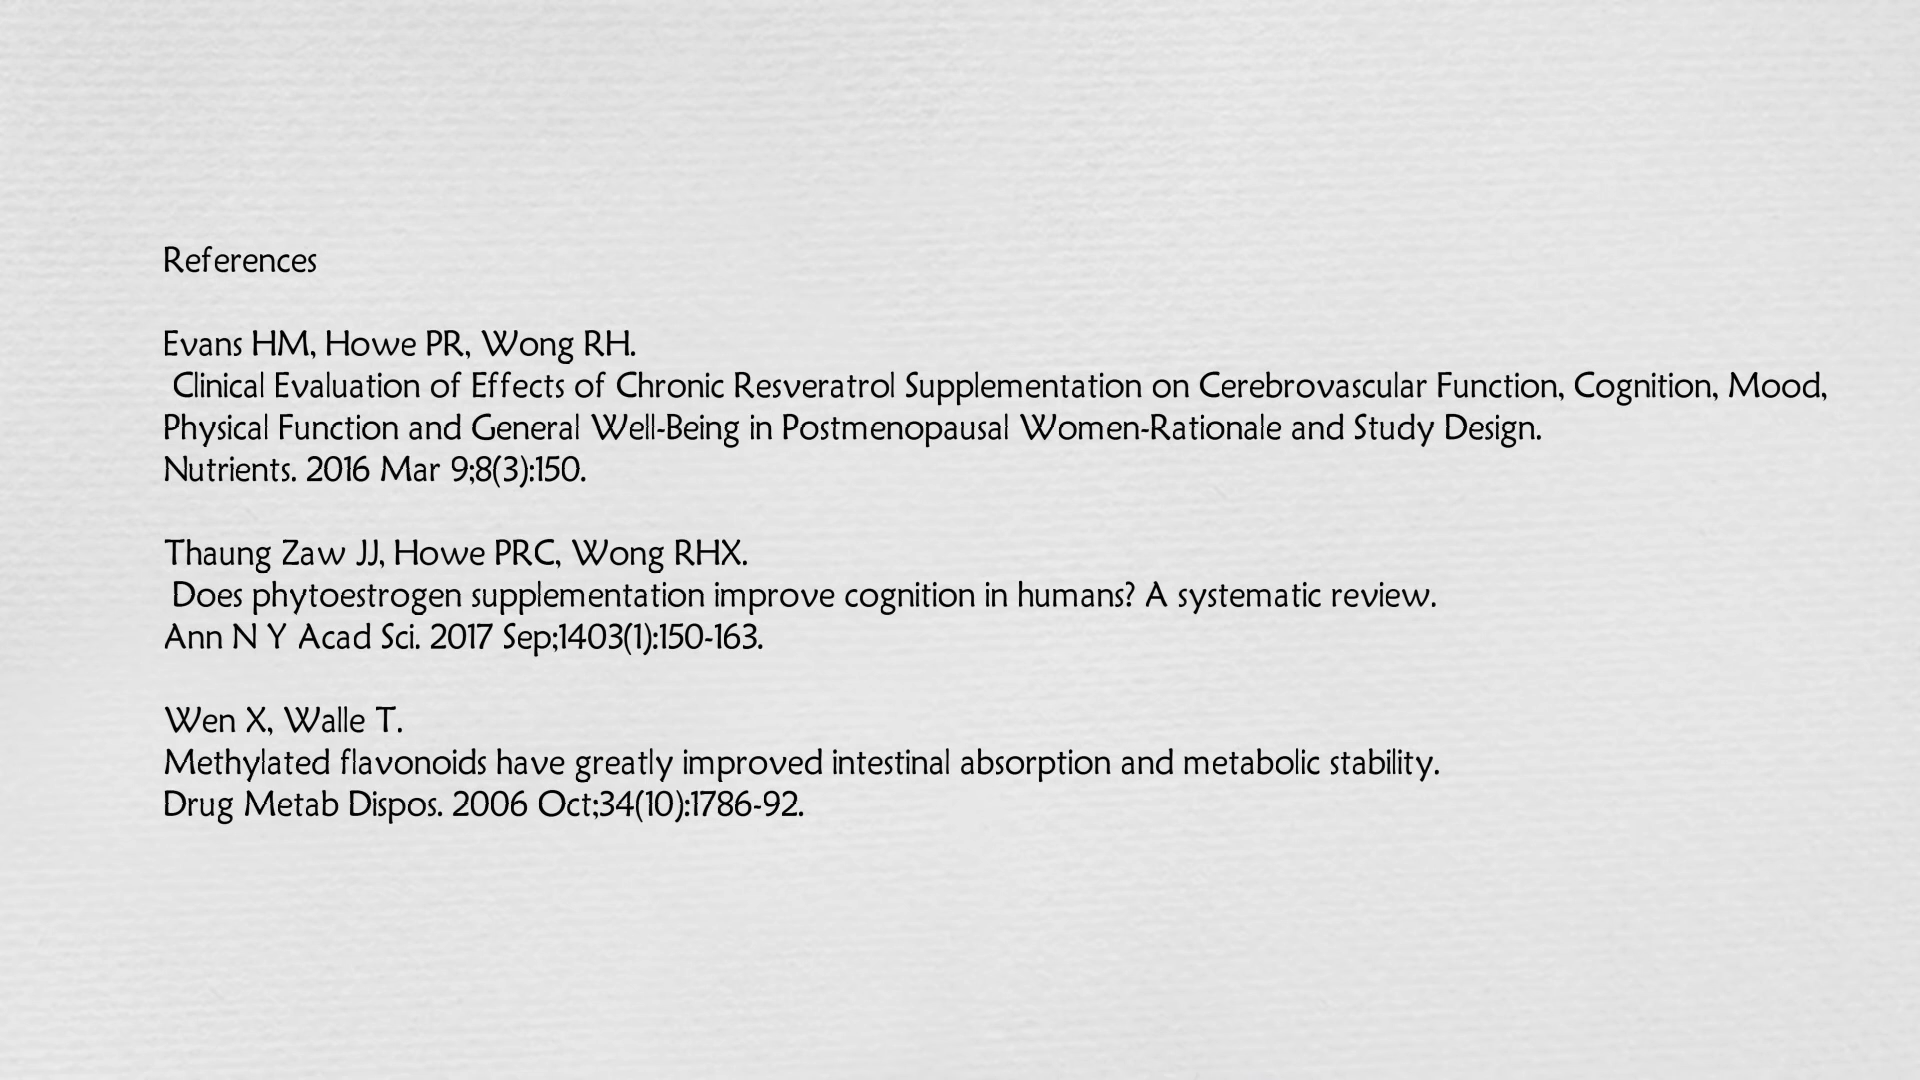 References
Evans HM, Howe PR, Wong RH.
Clinical Evaluation of Effects of Chronic Resveratrol Supplementation on Cerebrovascular Function, Cognition, Mood,
Physical Function and General Well-Being in Postmenopausal Women-Rationale and Study Design.
Nutrients. 2016 Mar 9;8(3):150.
Thaung Zaw JJ, Howe PRC, Wong RHX.
Does phytoestrogen supplementation improve cognition in humans? A systematic review.
Ann N Y Acad Sci. 2017 Sep;1403(1):150-163.
Wen X, Walle T.
Methylated flavonoids have greatly improved intestinal absorption and metabolic stability.
Drug Metab Dispos. 2006 Oct;34(10):1786-92.